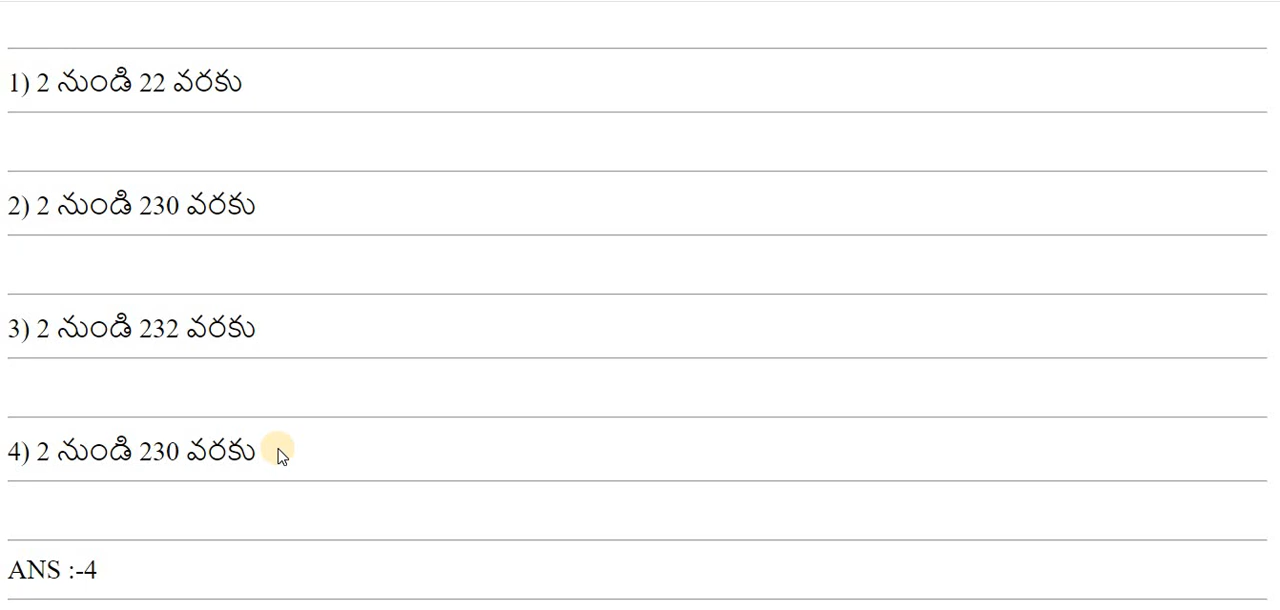 1) 2 నుండి 22 వరకు
2) 2 నుండి 230 వరకు
3) 2 నుండి 232 వరకు
4) 2 నుండి 230 వరకు
ANS :-4